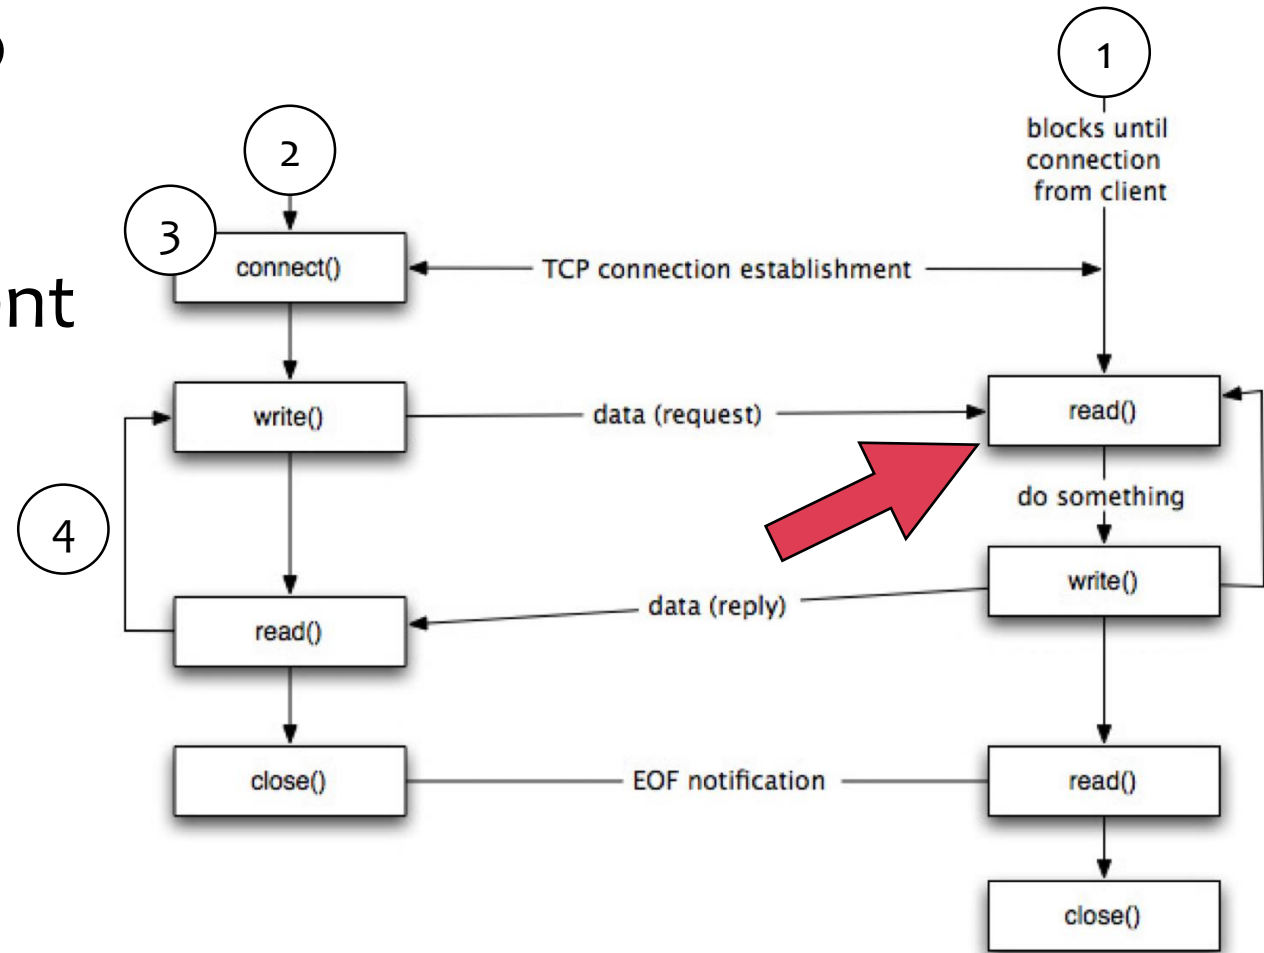 1
blocks until
connection
from client
2
3
connect()
TCP connection establishment
write()
data (request)
read()
do something
4
write()
data (reply)
read()
close()
EOF notification
read()
close()